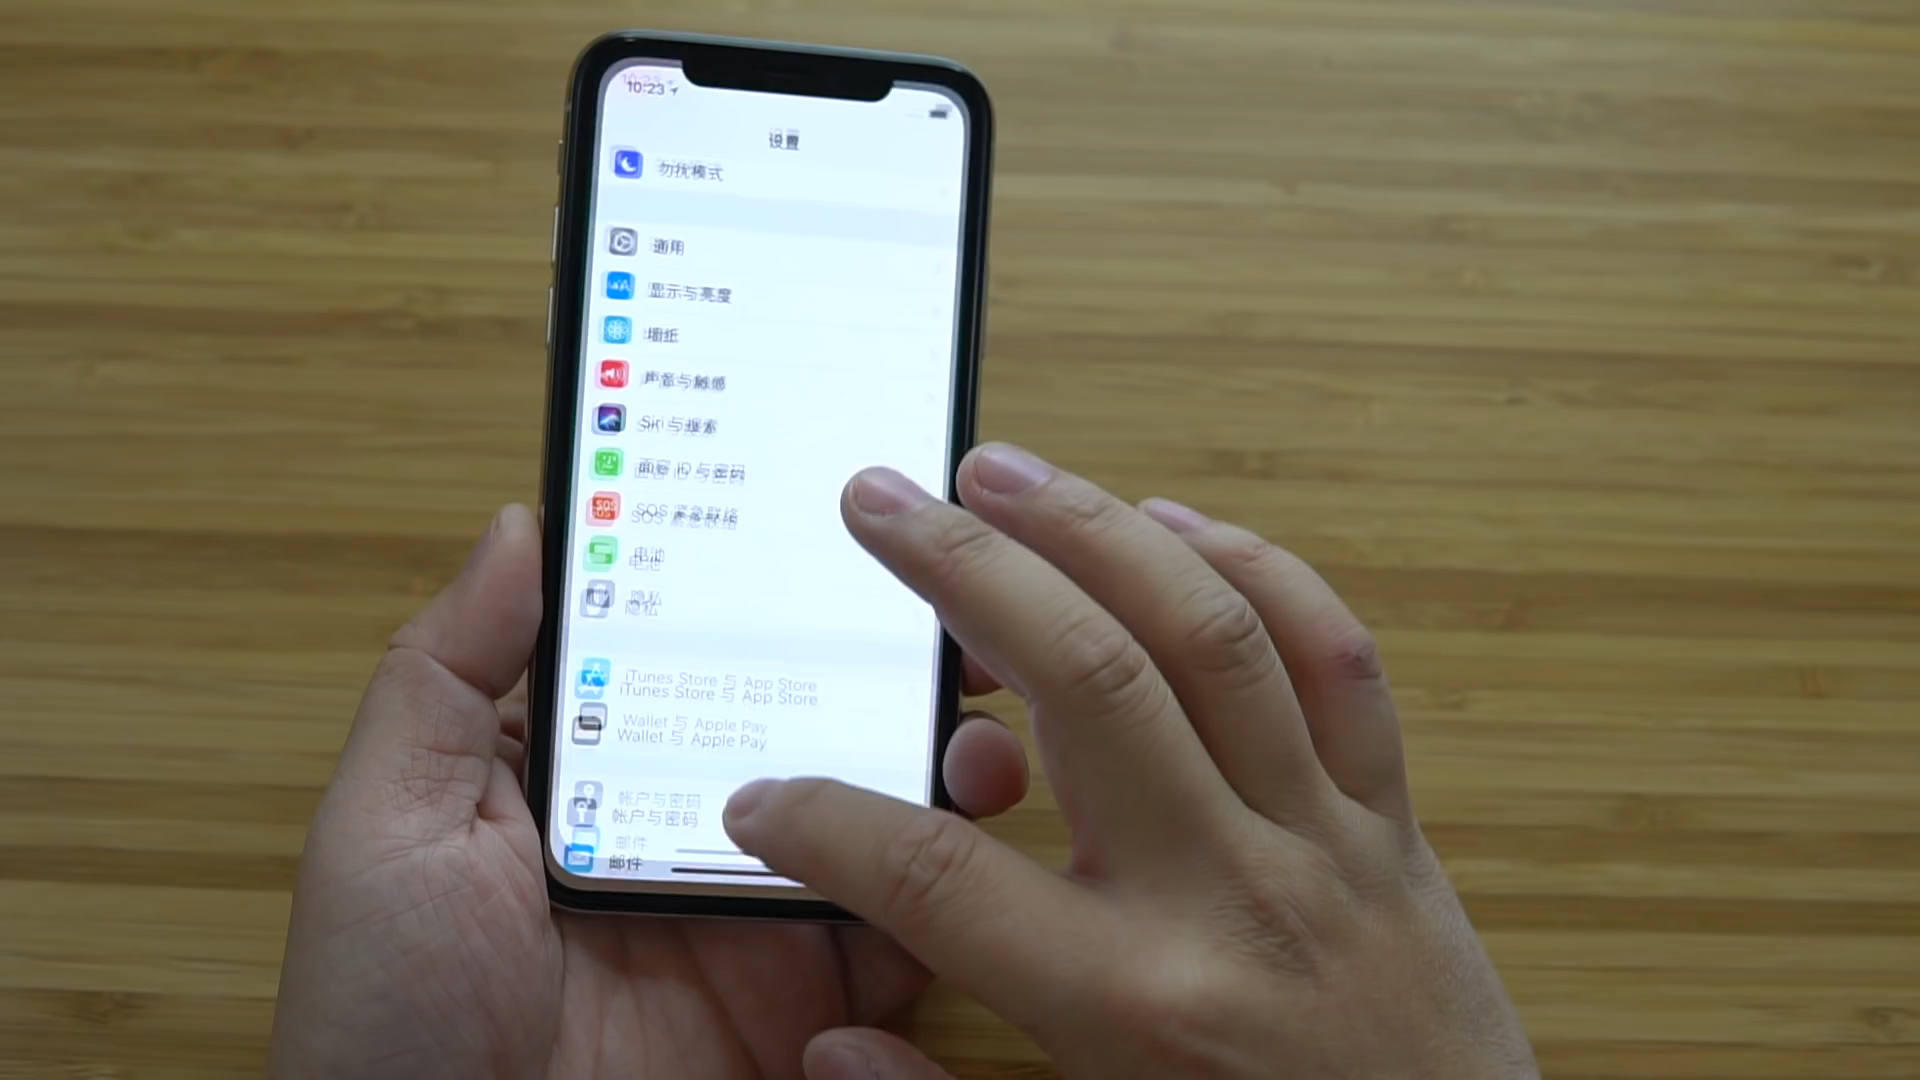 10:23
设置
勿扰模式
通用
显示与亮度
墙纸
声音与触感
Siri 与搜索
面容 ID 与密码
SOS
SOS 紧急联络
电池
隐私
iTunes Store 与 App Store
Wallet 与 Apple Pay
帐户与密码
邮件